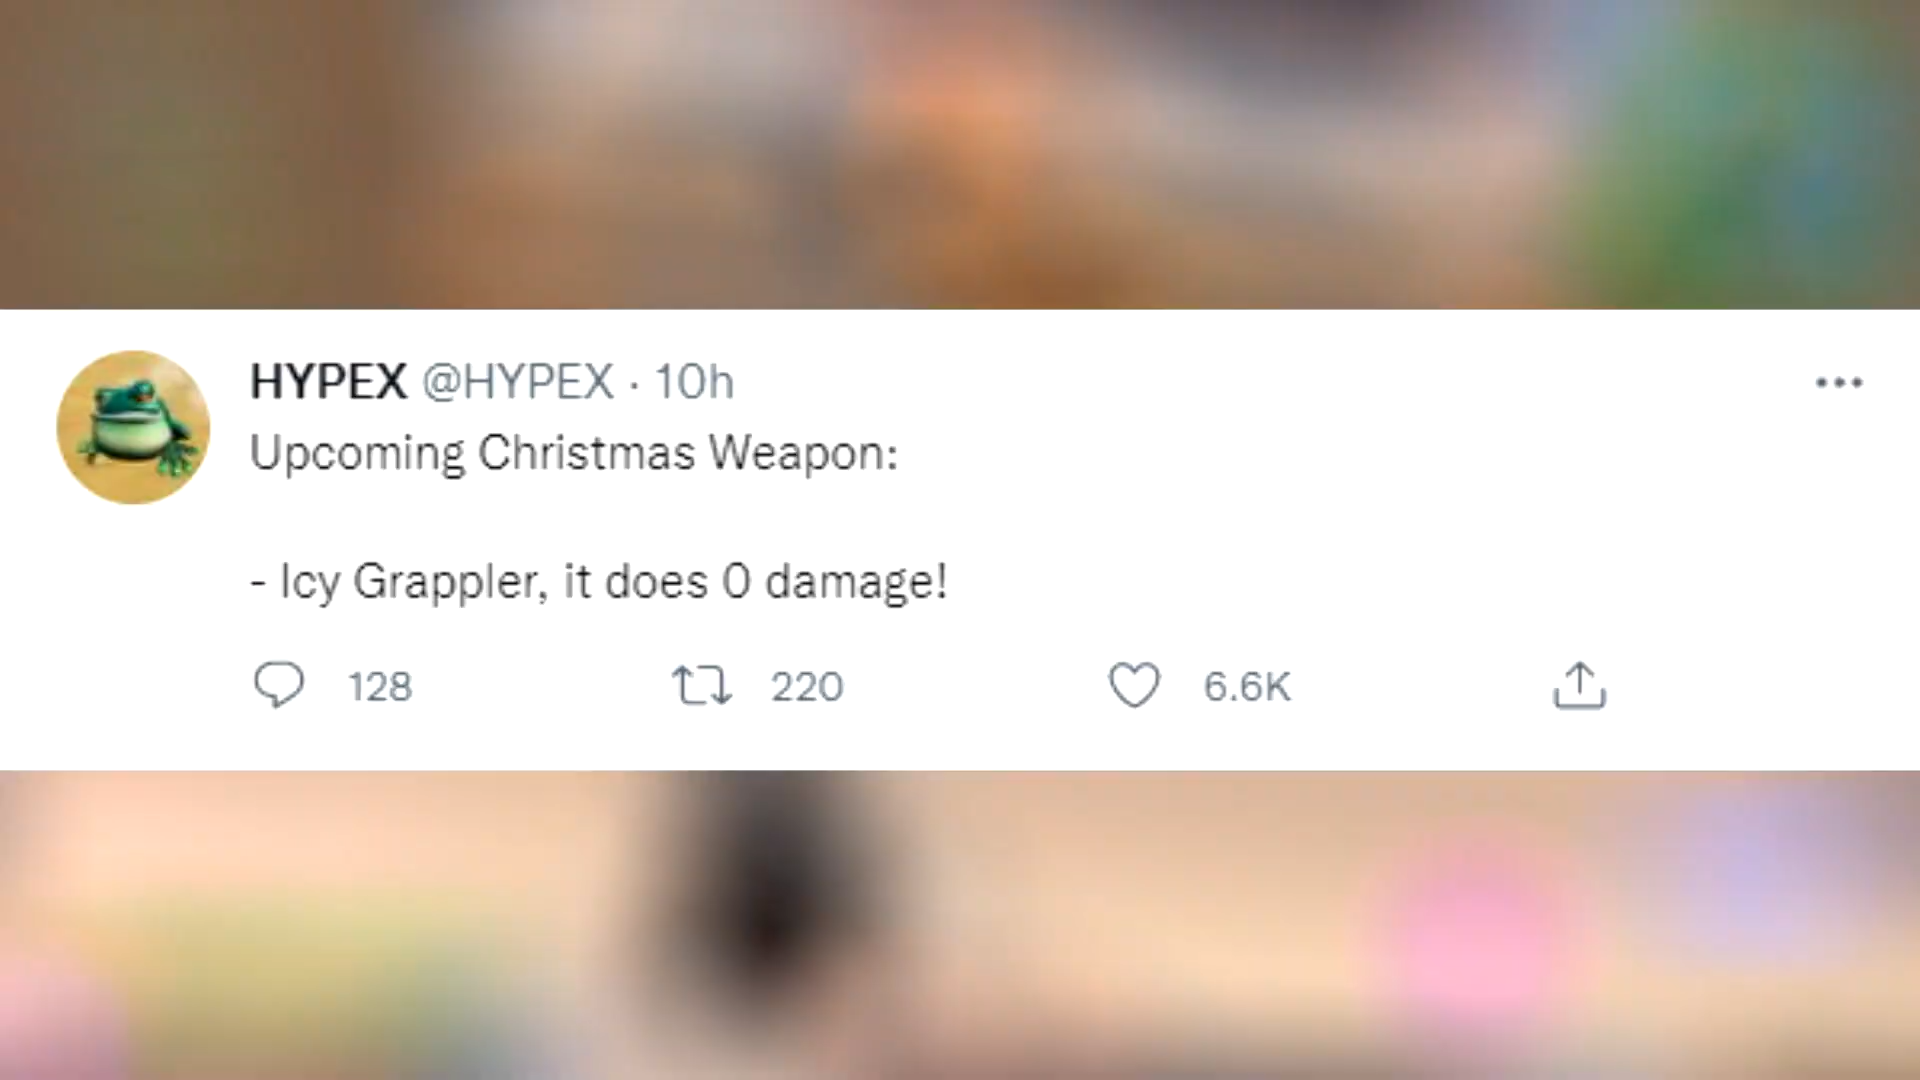 HYPEX @HYPEX · 10h
Upcoming Christmas Weapon:
- Icy Grappler, it does 0 damage!
128 220 6.6K